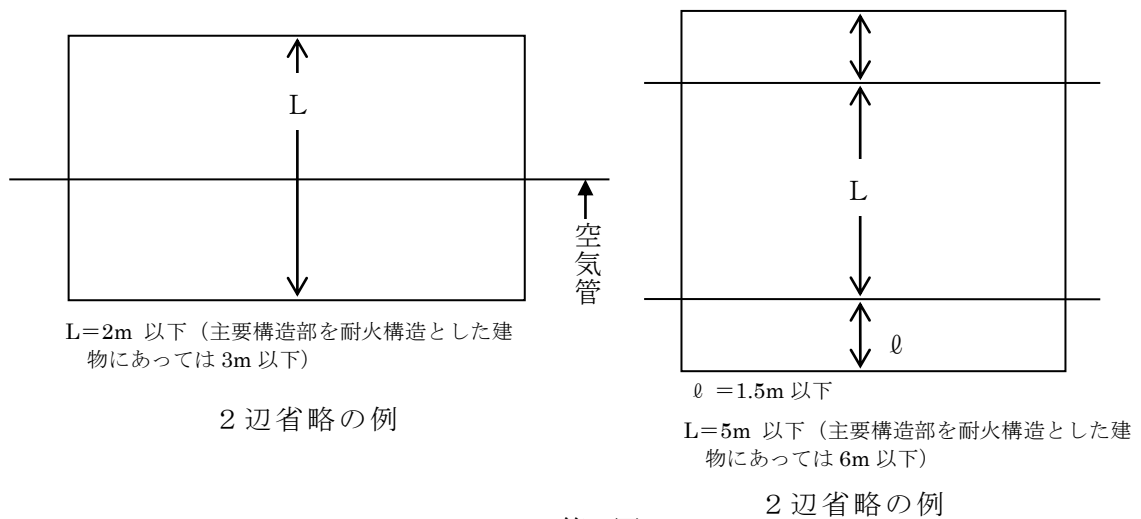 L
空気管
L=2m 以下（主要構造部を耐火構造とした建
物にあっては 3m 以下）
２辺省略の例
L
ℓ
ℓ =1.5m 以下
L=5m 以下（主要構造部を耐火構造とした建
物にあっては 6m 以下）
２辺省略の例